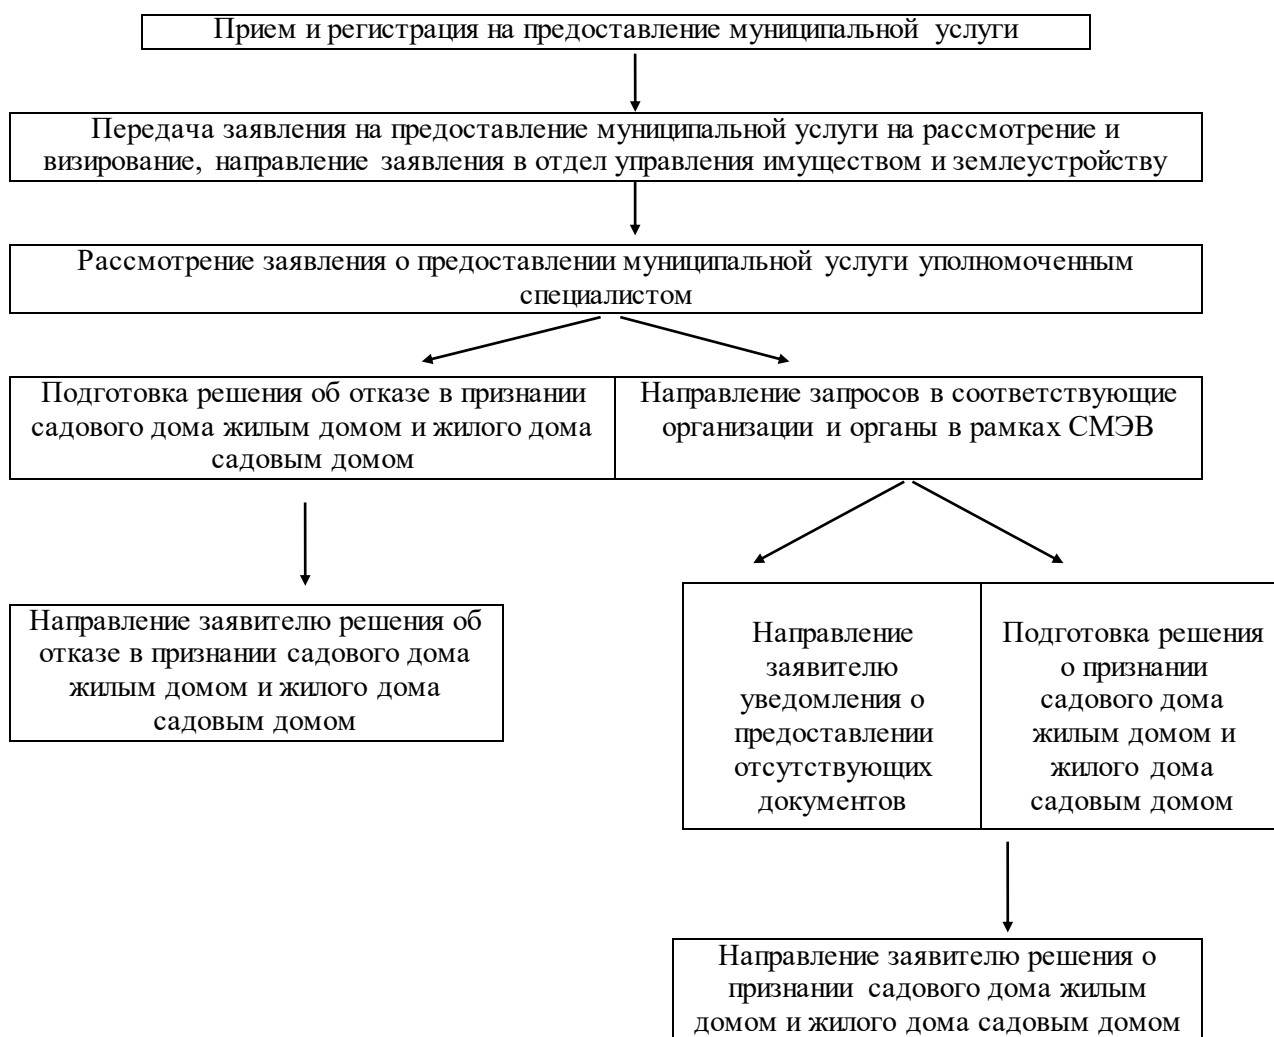 Прием и регистрация на предоставление муниципальной услуги
Передача заявления на предоставление муниципальной услуги на рассмотрение и
визирование, направление заявления в отдел управления имуществом и землеустройству
Рассмотрение заявления о предоставлении муниципальной услуги уполномоченным
специалистом
Подготовка решения об отказе в признании
садового дома жилым домом и жилого дома
садовым домом
Направление запросов в соответствующие
организации и органы в рамках СМЭВ
Направление заявителю решения об
отказе в признании садового дома
жилым домом и жилого дома
садовым домом
Направление
заявителю
уведомления о
предоставлении
отсутствующих
документов
Подготовка решения
о признании
садового дома
жилым домом и
жилого дома
садовым домом
Направление заявителю решения о
признании садового дома жилым
домом и жилого дома садовым домом